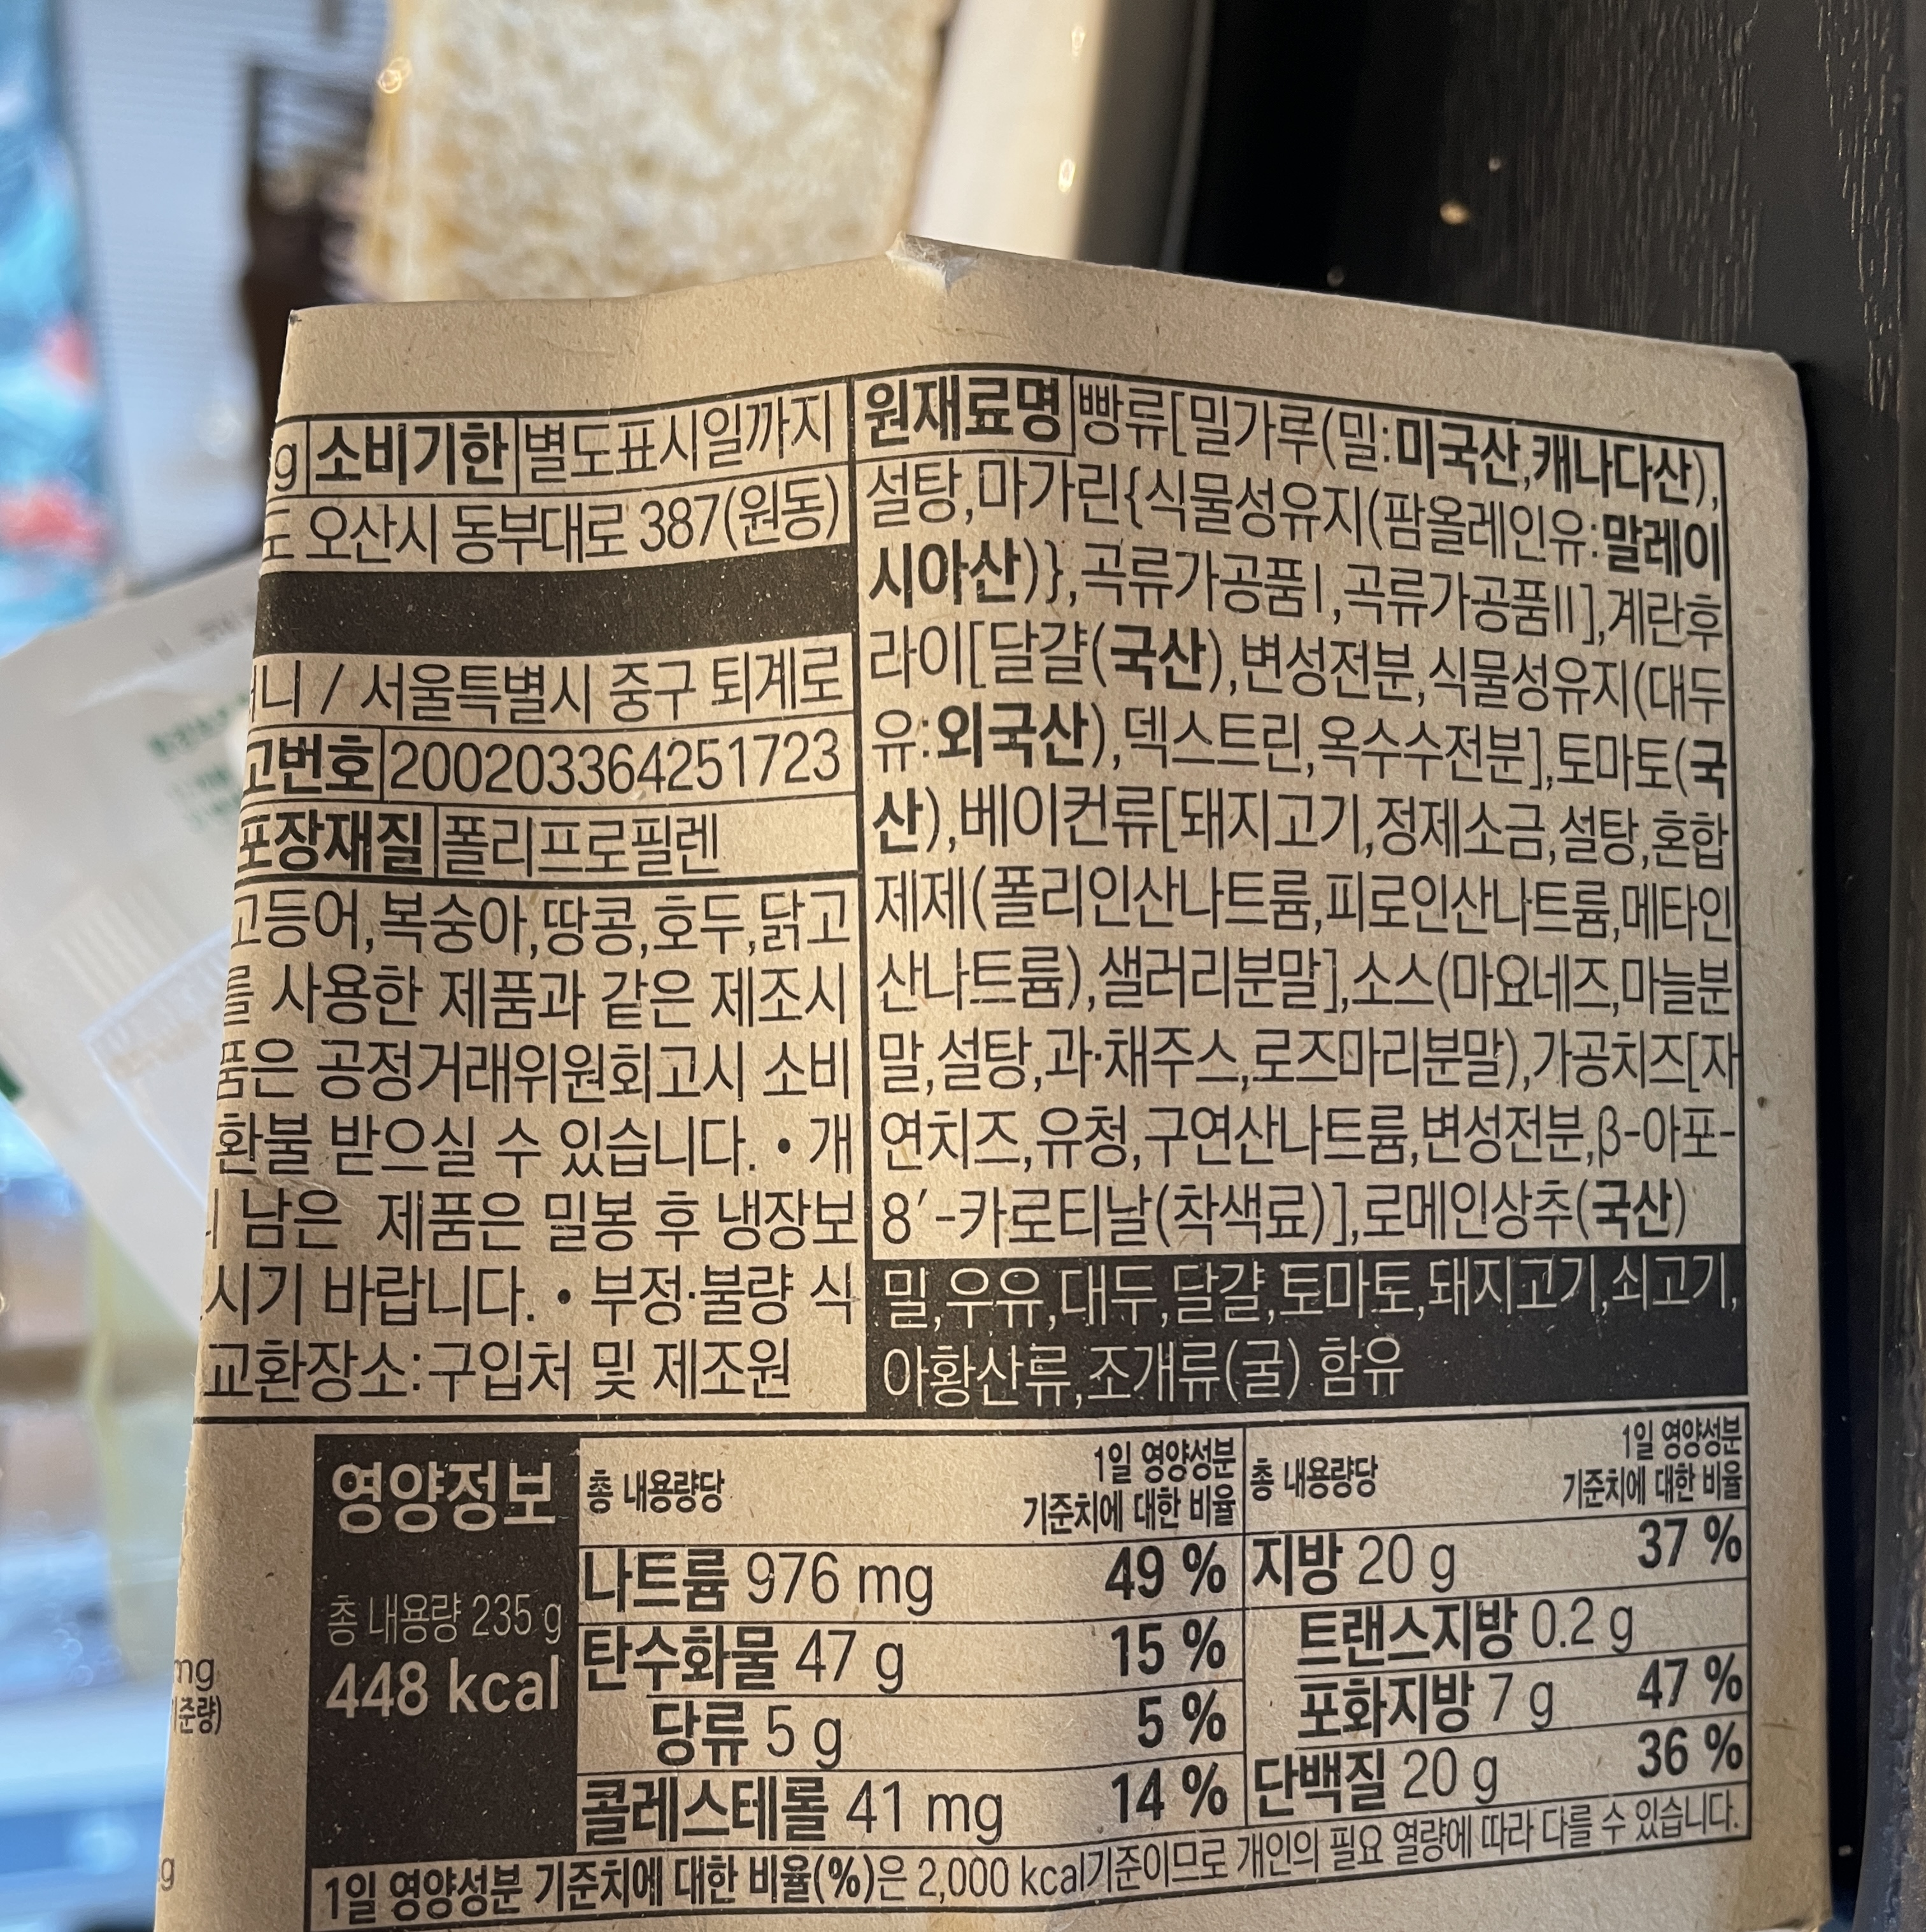 g 소비기한 별도표시일까지
오산시 동부대로 387(원동)
니 / 서울특별시 중구 퇴계로
고번호 200203364251723
포장재질 폴리프로필렌
고등어,복숭아,땅콩,호두,닭고
를 사용한 제품과 같은 제조시
품은 공정거래위원회고시 소비
환불 받으실 수 있습니다. • 개
남은 제품은 밀봉 후 냉장보
시기 바랍니다. • 부정·불량 식
교환장소:구입처 및 제조원
원재료명 빵류[밀가루(밀:미국산,캐나다산),
설탕,마가린{식물성유지(팜올레인유:말레이
시아산)},곡류가공품I,곡류가공품II],계란후
라이[달걀(국산),변성전분,식물성유지(대두
유:외국산),덱스트린,옥수수전분],토마토(국
산),베이컨류[돼지고기,정제소금,설탕,혼합
제제(폴리인산나트륨,피로인산나트륨,메타인
산나트륨),샐러리분말],소스(마요네즈,마늘분
말,설탕,과·채주스,로즈마리분말),가공치즈[자
연치즈,유청,구연산나트륨,변성전분,β-아포-
8′-카로티날(착색료)],로메인상추(국산)
밀,우유,대두,달걀,토마토,돼지고기,쇠고기,
아황산류,조개류(굴) 함유
영양정보
총 내용량 235 g
448 kcal
총 내용량당 1일 영양성분
기준치에 대한 비율
나트륨 976 mg 49 %
탄수화물 47 g 15 %
당류 5 g 5 %
콜레스테롤 41 mg 14 %
총 내용량당 1일 영양성분
기준치에 대한 비율
지방 20 g 37 %
트랜스지방 0.2 g
포화지방 7 g 47 %
단백질 20 g 36 %
1일 영양성분 기준치에 대한 비율(%)은 2,000 kcal기준이므로 개인의 필요 열량에 따라 다를 수 있습니다.
mg
준량)
g